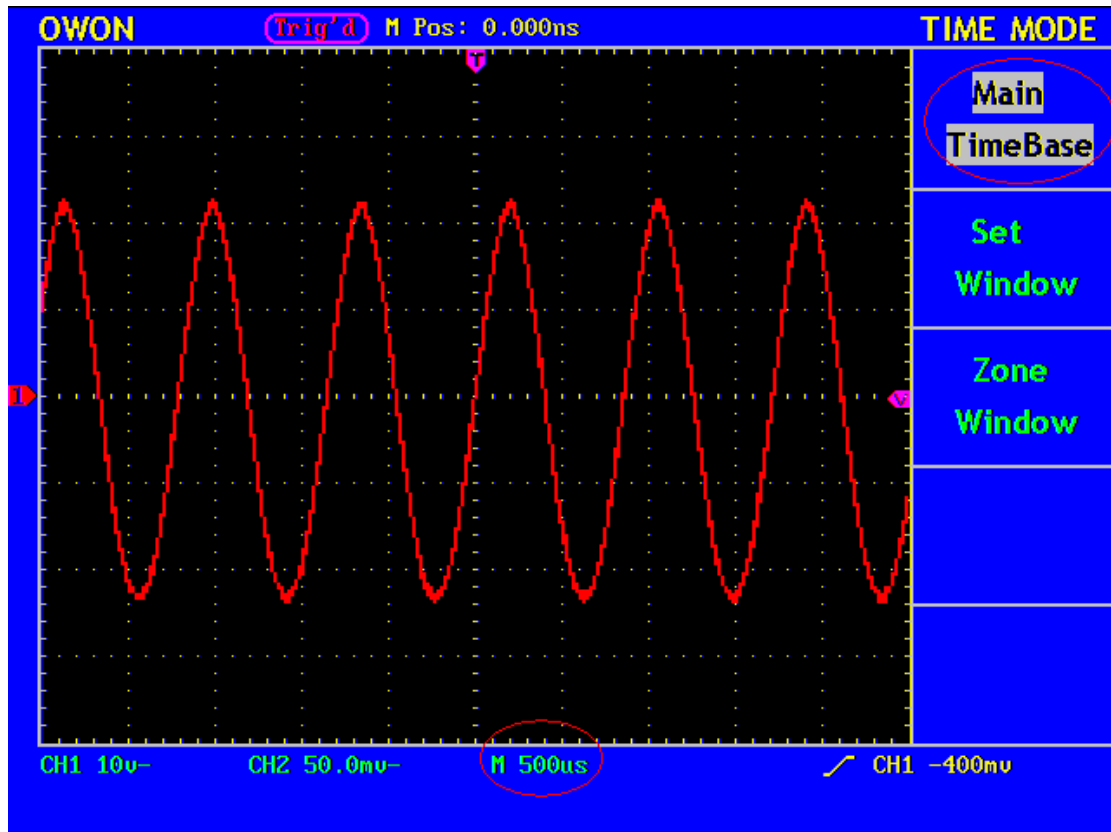 OWON Trig'd M Pos: 0.000ns TIME MODE
T
Main
TimeBase
Set
Window
Zone
Window
1
V
CH1 10v- CH2 50.0mv- M 500us CH1 -400mv